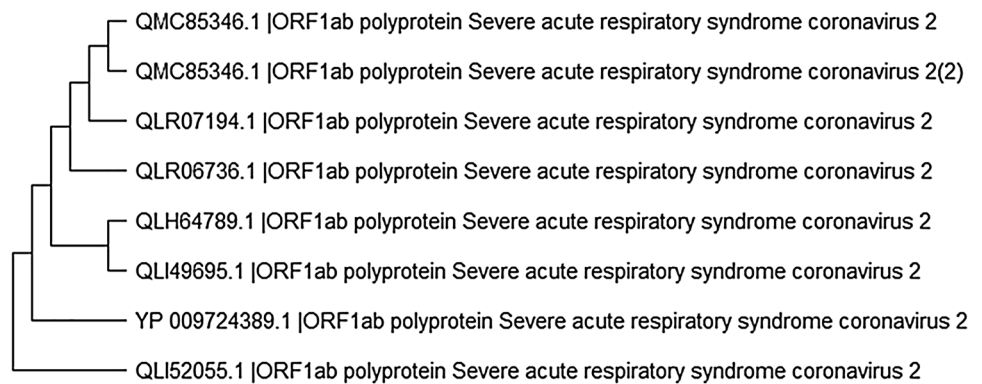 QMC85346.1 |ORF1ab polyprotein Severe acute respiratory syndrome coronavirus 2
QMC85346.1 |ORF1ab polyprotein Severe acute respiratory syndrome coronavirus 2(2)
QLR07194.1 |ORF1ab polyprotein Severe acute respiratory syndrome coronavirus 2
QLR06736.1 |ORF1ab polyprotein Severe acute respiratory syndrome coronavirus 2
QLH64789.1 |ORF1ab polyprotein Severe acute respiratory syndrome coronavirus 2
QLI49695.1 |ORF1ab polyprotein Severe acute respiratory syndrome coronavirus 2
YP 009724389.1 |ORF1ab polyprotein Severe acute respiratory syndrome coronavirus 2
QLI52055.1 |ORF1ab polyprotein Severe acute respiratory syndrome coronavirus 2